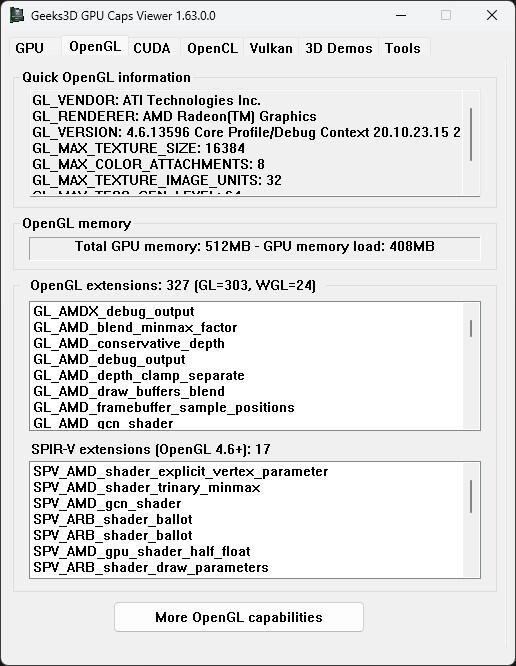 Geeks3D GPU Caps Viewer 1.63.0.0
GPU OpenGL CUDA OpenCL Vulkan 3D Demos Tools
Quick OpenGL information
GL_VENDOR: ATI Technologies Inc.
GL_RENDERER: AMD Radeon(TM) Graphics
GL_VERSION: 4.6.13596 Core Profile/Debug Context 20.10.23.15 2
GL_MAX_TEXTURE_SIZE: 16384
GL_MAX_COLOR_ATTACHMENTS: 8
GL_MAX_TEXTURE_IMAGE_UNITS: 32
OpenGL memory
Total GPU memory: 512MB - GPU memory load: 408MB
OpenGL extensions: 327 (GL=303, WGL=24)
GL_AMDX_debug_output
GL_AMD_blend_minmax_factor
GL_AMD_conservative_depth
GL_AMD_debug_output
GL_AMD_depth_clamp_separate
GL_AMD_draw_buffers_blend
GL_AMD_framebuffer_sample_positions
GL_AMD_gcn_shader
SPIR-V extensions (OpenGL 4.6+): 17
SPV_AMD_shader_explicit_vertex_parameter
SPV_AMD_shader_trinary_minmax
SPV_AMD_gcn_shader
SPV_ARB_shader_ballot
SPV_ARB_shader_ballot
SPV_AMD_gpu_shader_half_float
SPV_ARB_shader_draw_parameters
More OpenGL capabilities